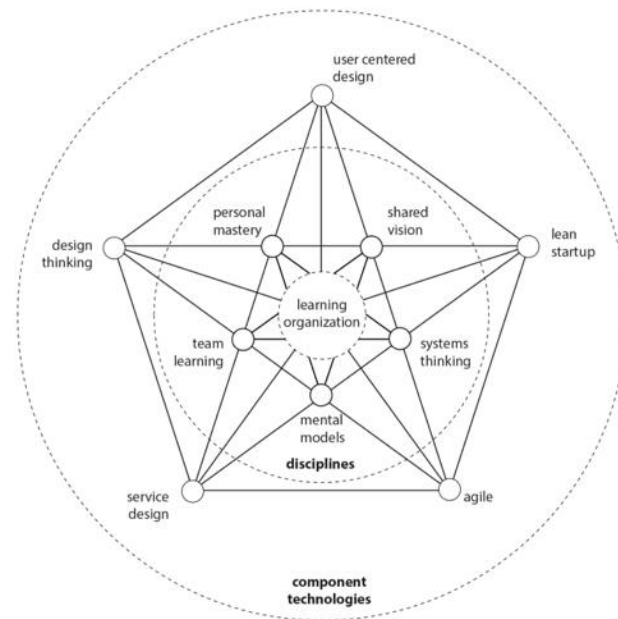 user centered
design
personal
mastery
shared
vision
design
thinking
lean
startup
learning
organization
team
learning
systems
thinking
mental
models
disciplines
service
design
agile
component
technologies